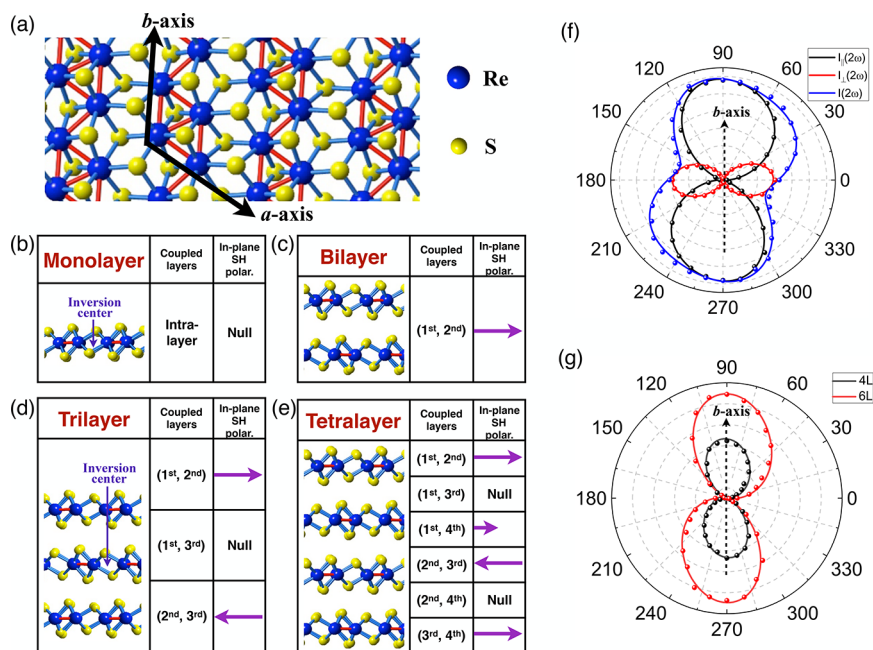 (a)
b-axis
a-axis
Re
S
(b)
Monolayer
Coupled
layers
In-plane
SH
polar.
Inversion
center
Intra-
layer
Null
(c)
Bilayer
Coupled
layers
In-plane
SH
polar.
(1st, 2nd)
(d)
Trilayer
Coupled
layers
In-plane
SH
polar.
Inversion
center
(1st, 2nd)
(1st, 3rd)
Null
(2nd, 3rd)
(e)
Tetralayer
Coupled
layers
In-plane
SH
polar.
(1st, 2nd)
(1st, 3rd)
Null
(1st, 4th)
(2nd, 3rd)
(2nd, 4th)
Null
(3rd, 4th)
(f)
I∥(2ω)
I⊥(2ω)
I(2ω)
90
120
60
150
30
b-axis
180
0
210
330
240
300
270
(g)
4L
6L
90
120
60
150
30
b-axis
180
0
210
330
240
300
270